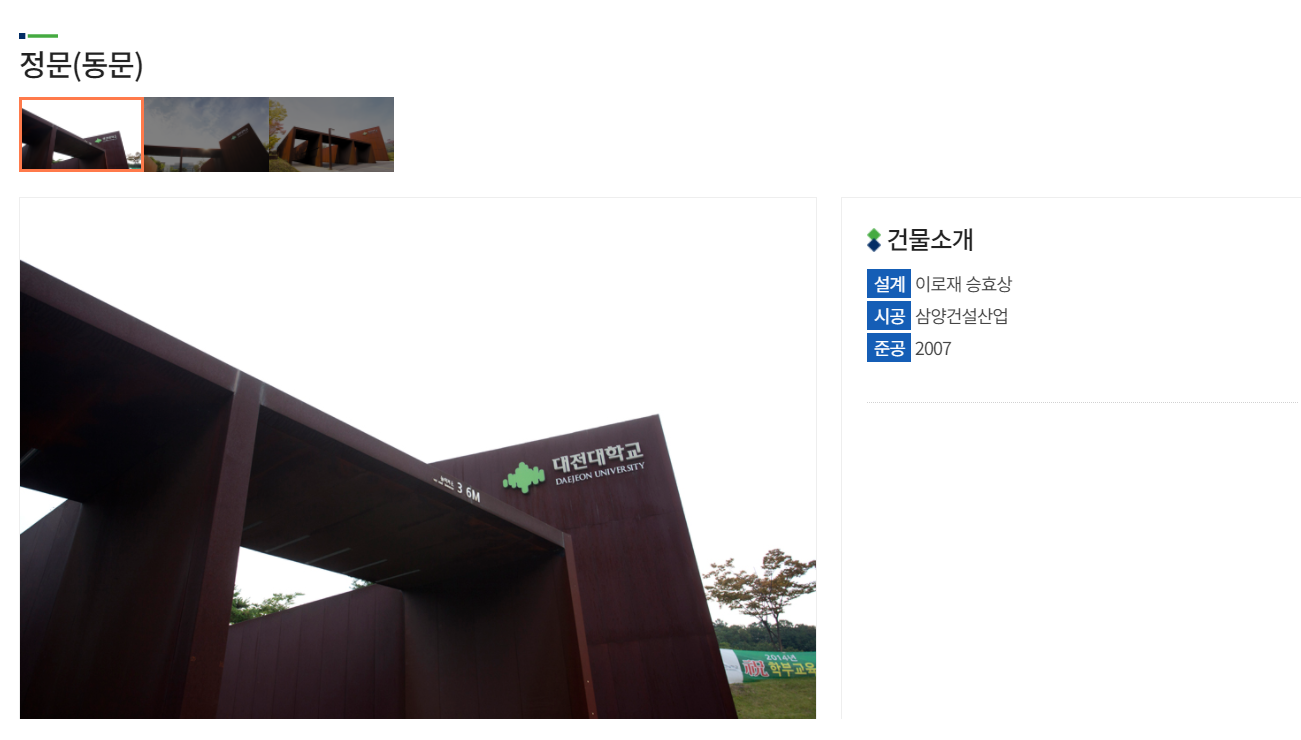 정문(동문)
건물소개
설계 이로재 승효상
시공 삼양건설산업
준공 2007
대전대학교
DAEJEON UNIVERSITY
3 6M
2014년
학부교육